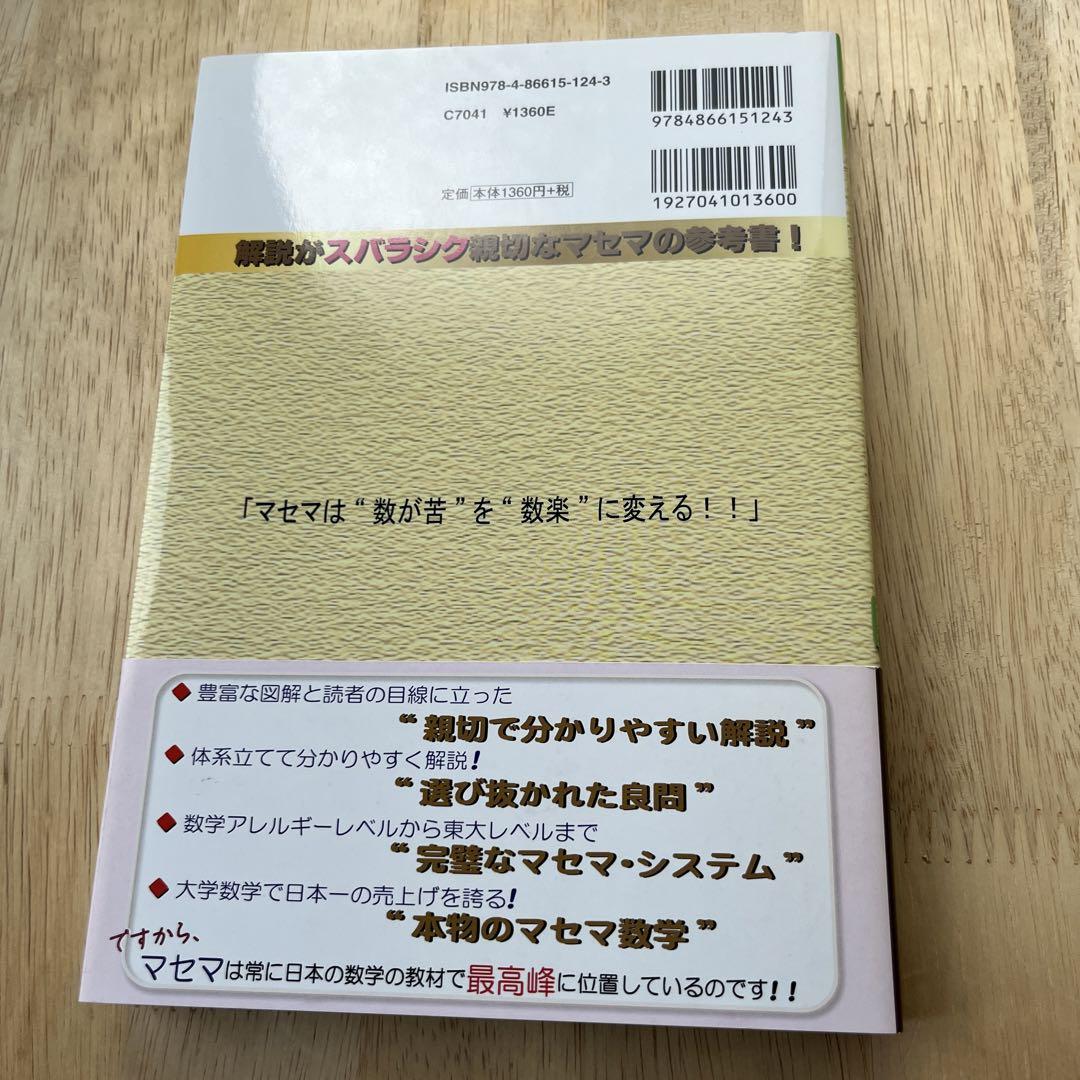 ISBN978-4-86615-124-3
C7041 ¥1360E
9784866151243
定価 本体1360円+税
1927041013600
解説がスバラシク親切なマセマの参考書！
「マセマは“数が苦”を“数楽”に変える！！」
◆ 豊富な図解と読者の目線に立った
“親切で分かりやすい解説”
◆ 体系立てて分かりやすく解説！
“選び抜かれた良問”
◆ 数学アレルギーレベルから東大レベルまで
“完璧なマセマ・システム”
◆ 大学数学で日本一の売上げを誇る！
“本物のマセマ数学”
ですから、
マセマは常に日本の数学の教材で最高峰に位置しているのです！！